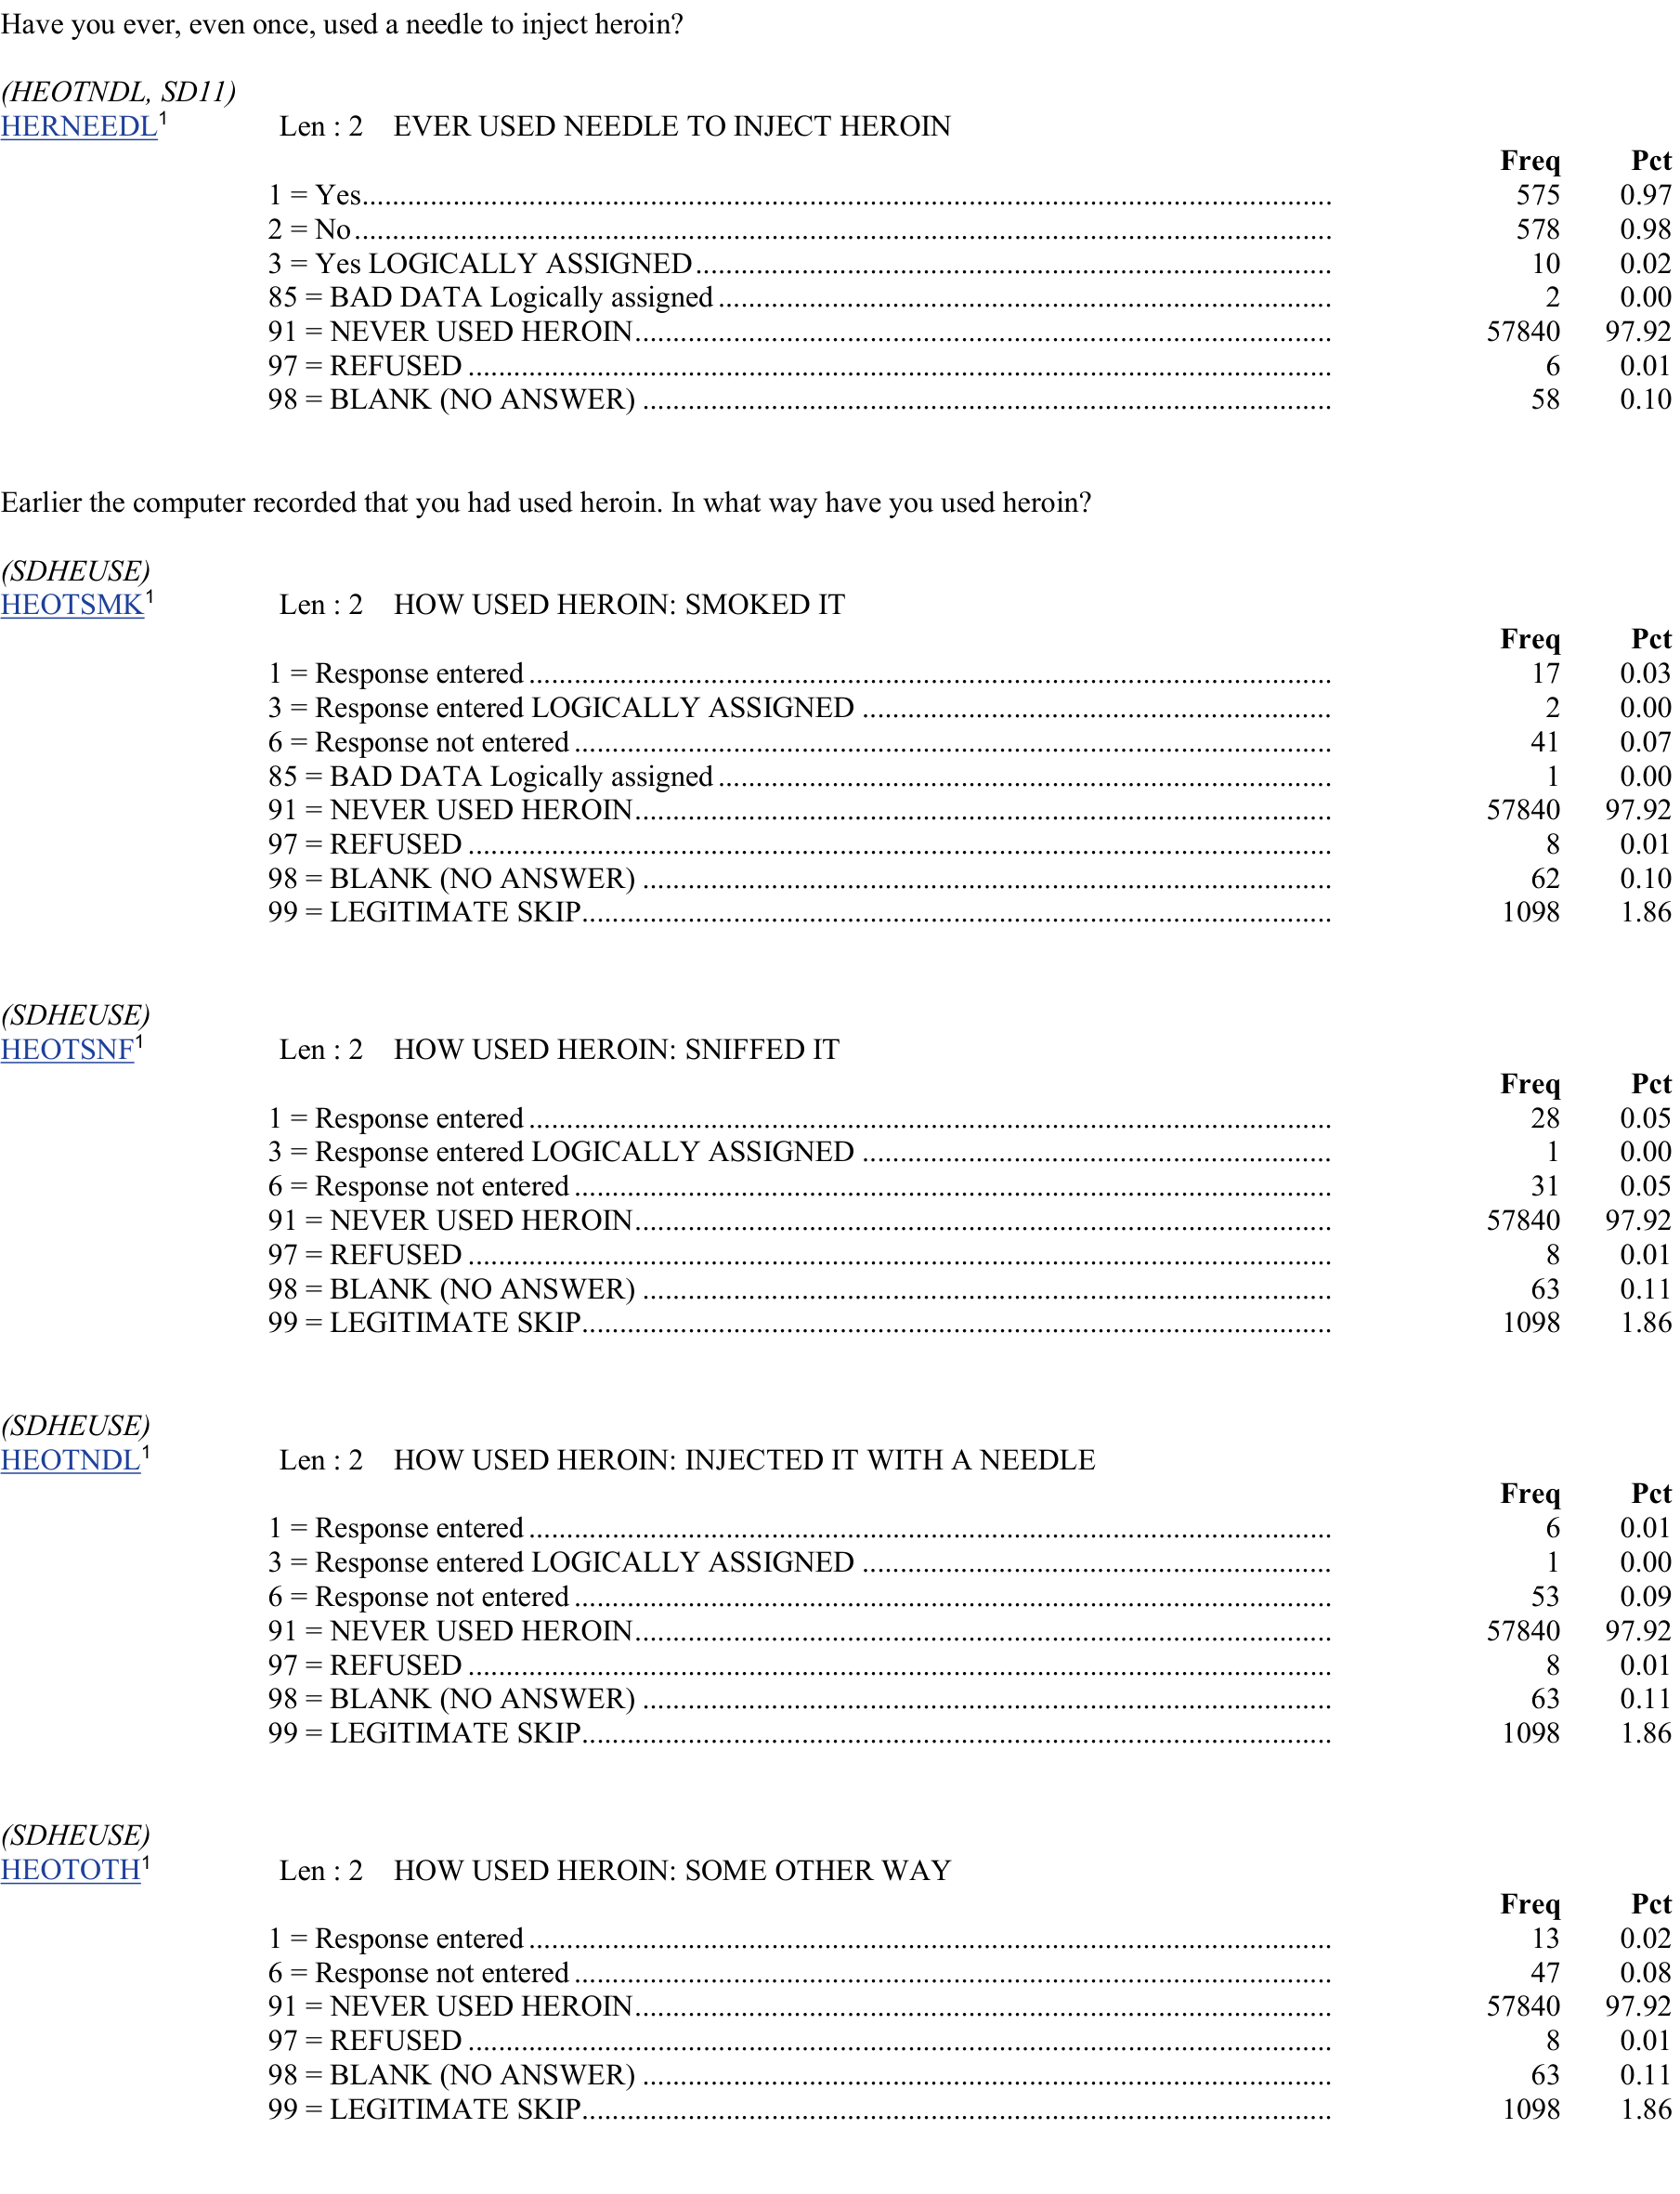 Have you ever, even once, used a needle to inject heroin?
(HEOTNDL, SD11)
HERNEEDL¹ Len : 2 EVER USED NEEDLE TO INJECT HEROIN
Freq Pct
1 = Yes.......... 575 0.97
2 = No.......... 578 0.98
3 = Yes LOGICALLY ASSIGNED.......... 10 0.02
85 = BAD DATA Logically assigned.......... 2 0.00
91 = NEVER USED HEROIN.......... 57840 97.92
97 = REFUSED.......... 6 0.01
98 = BLANK (NO ANSWER).......... 58 0.10
Earlier the computer recorded that you had used heroin. In what way have you used heroin?
(SDHEUSE)
HEOTSMK¹ Len : 2 HOW USED HEROIN: SMOKED IT
Freq Pct
1 = Response entered.......... 17 0.03
3 = Response entered LOGICALLY ASSIGNED.......... 2 0.00
6 = Response not entered.......... 41 0.07
85 = BAD DATA Logically assigned.......... 1 0.00
91 = NEVER USED HEROIN.......... 57840 97.92
97 = REFUSED.......... 8 0.01
98 = BLANK (NO ANSWER).......... 62 0.10
99 = LEGITIMATE SKIP.......... 1098 1.86
(SDHEUSE)
HEOTSNF¹ Len : 2 HOW USED HEROIN: SNIFFED IT
Freq Pct
1 = Response entered.......... 28 0.05
3 = Response entered LOGICALLY ASSIGNED.......... 1 0.00
6 = Response not entered.......... 31 0.05
91 = NEVER USED HEROIN.......... 57840 97.92
97 = REFUSED.......... 8 0.01
98 = BLANK (NO ANSWER).......... 63 0.11
99 = LEGITIMATE SKIP.......... 1098 1.86
(SDHEUSE)
HEOTNDL¹ Len : 2 HOW USED HEROIN: INJECTED IT WITH A NEEDLE
Freq Pct
1 = Response entered.......... 6 0.01
3 = Response entered LOGICALLY ASSIGNED.......... 1 0.00
6 = Response not entered.......... 53 0.09
91 = NEVER USED HEROIN.......... 57840 97.92
97 = REFUSED.......... 8 0.01
98 = BLANK (NO ANSWER).......... 63 0.11
99 = LEGITIMATE SKIP.......... 1098 1.86
(SDHEUSE)
HEOTOTH¹ Len : 2 HOW USED HEROIN: SOME OTHER WAY
Freq Pct
1 = Response entered.......... 13 0.02
6 = Response not entered.......... 47 0.08
91 = NEVER USED HEROIN.......... 57840 97.92
97 = REFUSED.......... 8 0.01
98 = BLANK (NO ANSWER).......... 63 0.11
99 = LEGITIMATE SKIP.......... 1098 1.86